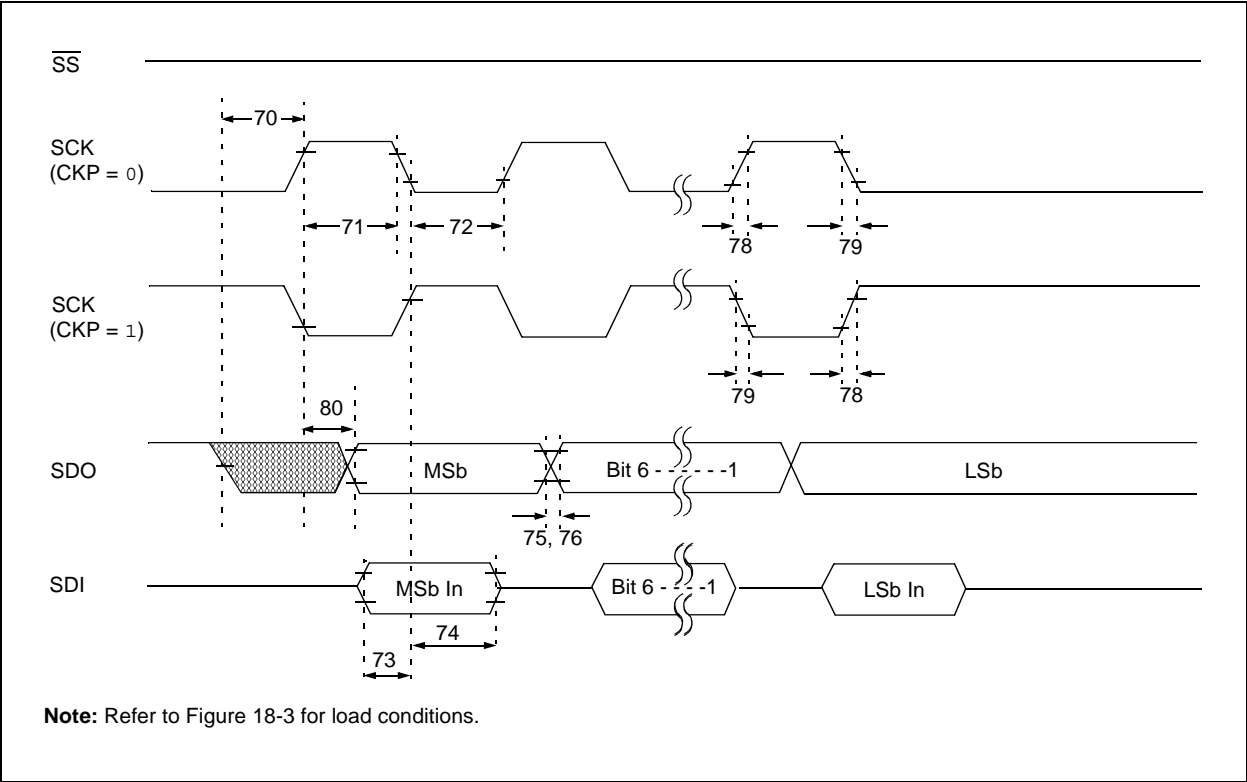 SS
70
SCK
(CKP = 0)
71
72
78
79
SCK
(CKP = 1)
79
78
80
SDO
MSb
Bit 6 - - - - - -1
LSb
75, 76
SDI
MSb In
Bit 6 - - - -1
LSb In
74
73
Note: Refer to Figure 18-3 for load conditions.